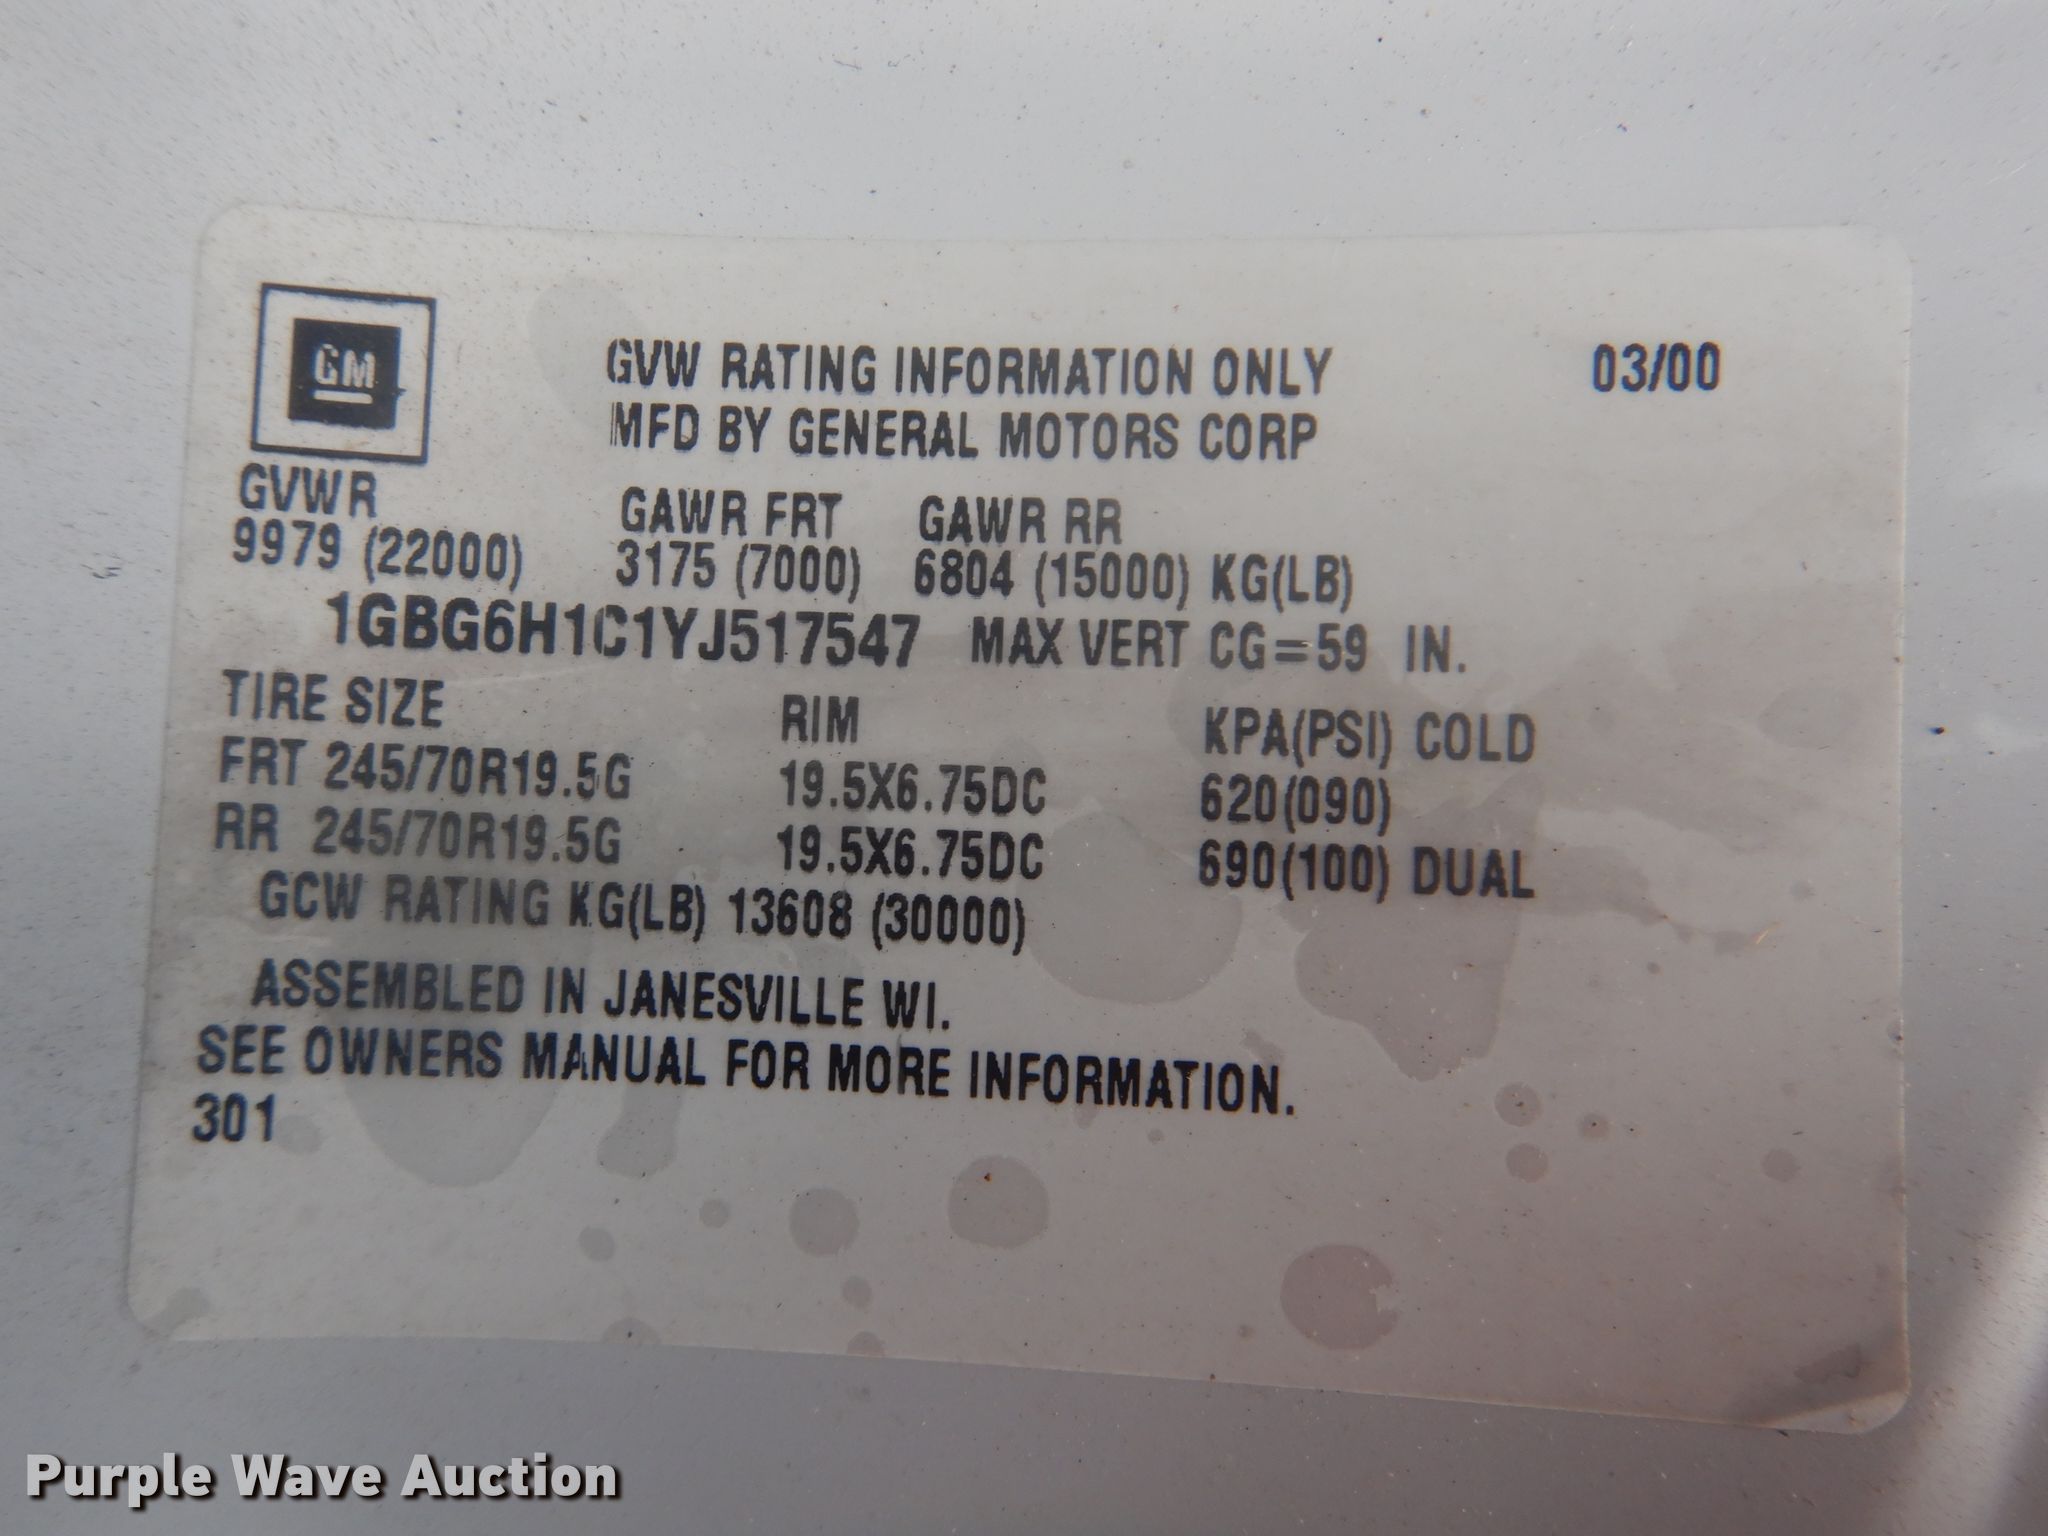 GM
GVW RATING INFORMATION ONLY 03/00
MFD BY GENERAL MOTORS CORP
GVWR GAWR FRT GAWR RR
9979 (22000) 3175 (7000) 6804 (15000) KG(LB)
1GBG6H1C1YJ517547 MAX VERT CG=59 IN.
TIRE SIZE RIM KPA(PSI) COLD
FRT 245/70R19.5G 19.5X6.75DC 620(090)
RR 245/70R19.5G 19.5X6.75DC 690(100) DUAL
GCW RATING KG(LB) 13608 (30000)
ASSEMBLED IN JANESVILLE WI.
SEE OWNERS MANUAL FOR MORE INFORMATION.
301
Purple Wave Auction